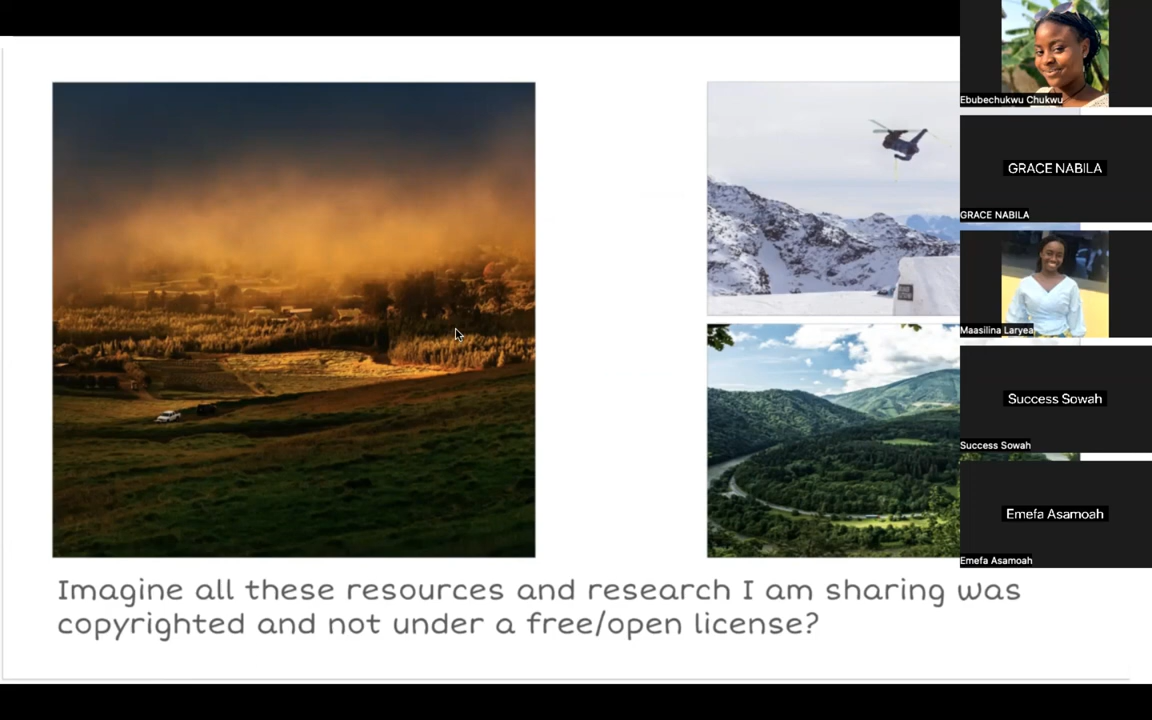 Imagine all these resources and research I am sharing was
copyrighted and not under a free/open license?
Ebubechukwu Chukwu
GRACE NABILA
GRACE NABILA
Maasilina Laryea
Success Sowah
Success Sowah
Emefa Asamoah
Emefa Asamoah